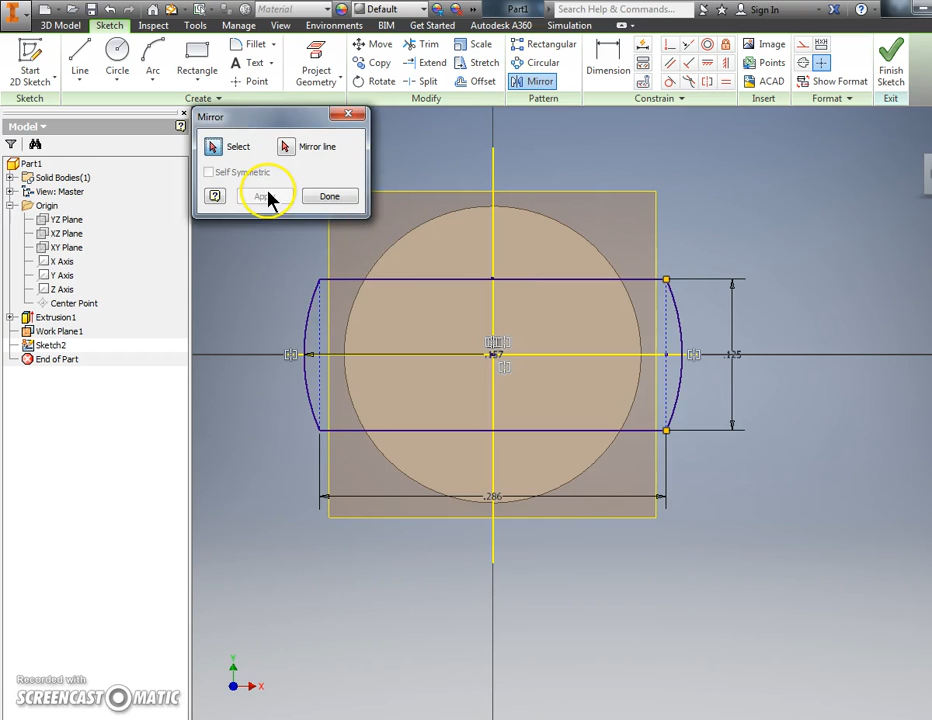 I Material Default Part1 Search Help & Commands... Sign In
3D Model Sketch Inspect Tools Manage View Environments BIM Get Started Autodesk A360 Simulation
Start 2D Sketch Line Circle Arc Rectangle Fillet Text Point Project Geometry Move Copy Rotate Trim Extend Split Scale Stretch Offset Rectangular Circular Mirror Dimension Image Points ACAD Show Format Finish Sketch
Sketch Create Modify Pattern Constrain Insert Format Exit
Model
Mirror
Select Mirror line
Self Symmetric
Done
Part1
Solid Bodies(1)
View: Master
Origin
YZ Plane
XZ Plane
XY Plane
X Axis
Y Axis
Z Axis
Center Point
Extrusion1
Work Plane1
Sketch2
End of Part
.125
.286
Y
X
Recorded with
SCREENCAST-O-MATIC